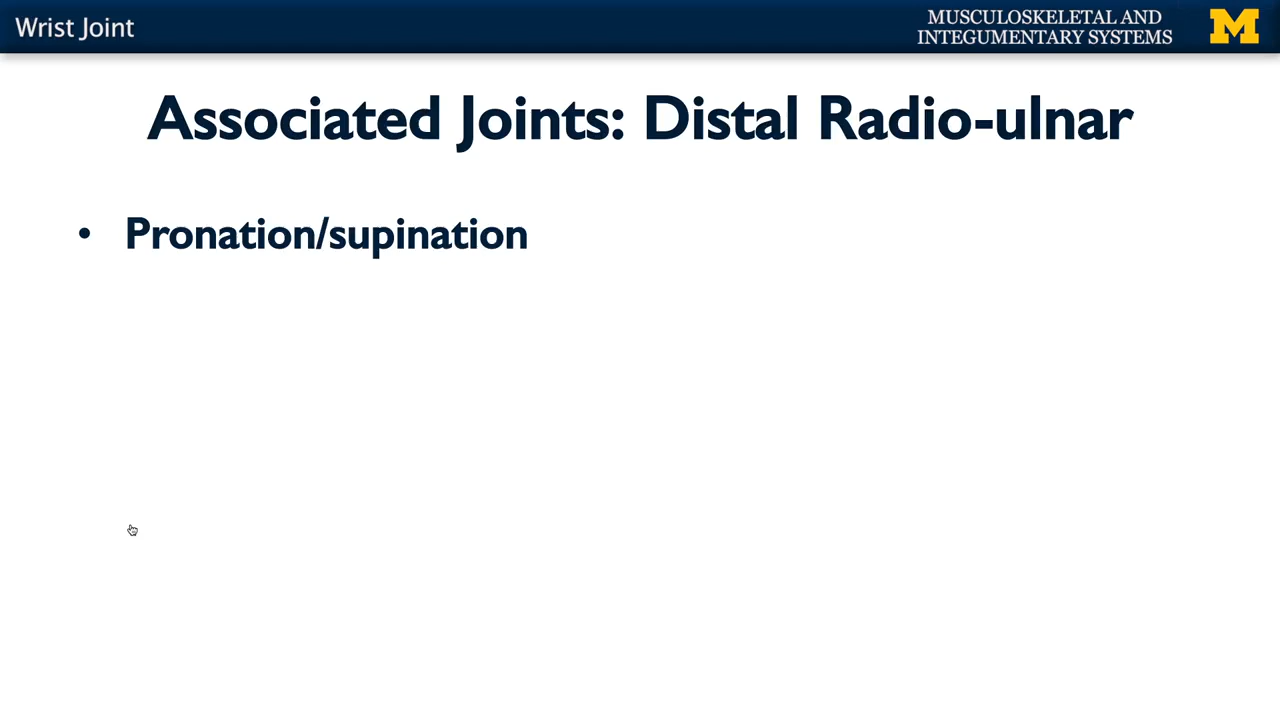 Wrist Joint
MUSCULOSKELETAL AND
INTEGUMENTARY SYSTEMS
M
Associated Joints: Distal Radio-ulnar
• Pronation/supination